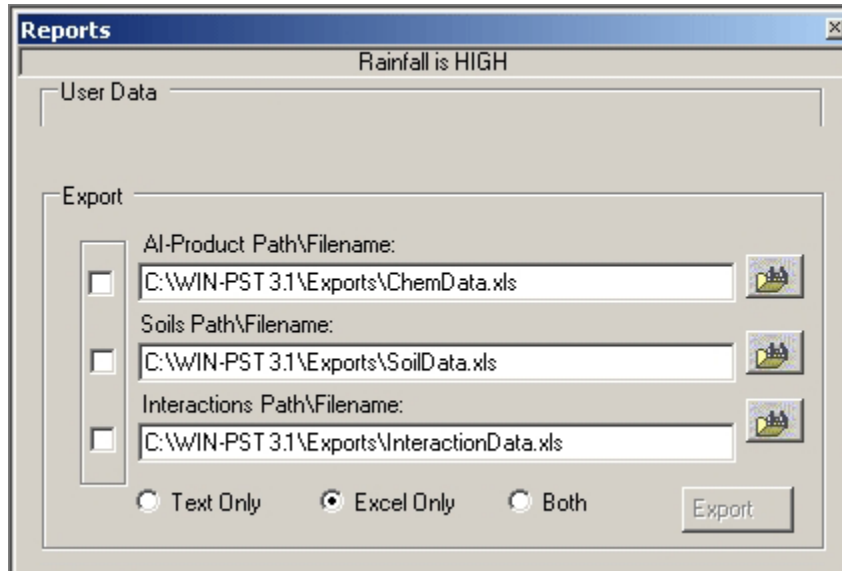 Reports
Rainfall is HIGH
User Data
Export
AI-Product Path\Filename:
C:\WIN-PST 3.1\Exports\ChemData.xls
Soils Path\Filename:
C:\WIN-PST 3.1\Exports\SoilData.xls
Interactions Path\Filename:
C:\WIN-PST 3.1\Exports\InteractionData.xls
Text Only Excel Only Both Export